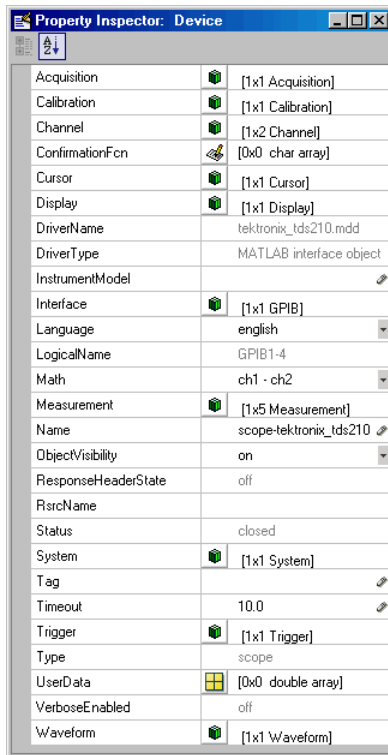 Property Inspector: Device
Acquisition [1x1 Acquisition]
Calibration [1x1 Calibration]
Channel [1x2 Channel]
ConfirmationFcn [0x0 char array]
Cursor [1x1 Cursor]
Display [1x1 Display]
DriverName tektronix_tds210.mdd
DriverType MATLAB interface object
InstrumentModel
Interface [1x1 GPIB]
Language english
LogicalName GPIB1-4
Math ch1 - ch2
Measurement [1x5 Measurement]
Name scope-tektronix_tds210
ObjectVisibility on
ResponseHeaderState off
RsrcName
Status closed
System [1x1 System]
Tag
Timeout 10.0
Trigger [1x1 Trigger]
Type scope
UserData [0x0 double array]
VerboseEnabled off
Waveform [1x1 Waveform]